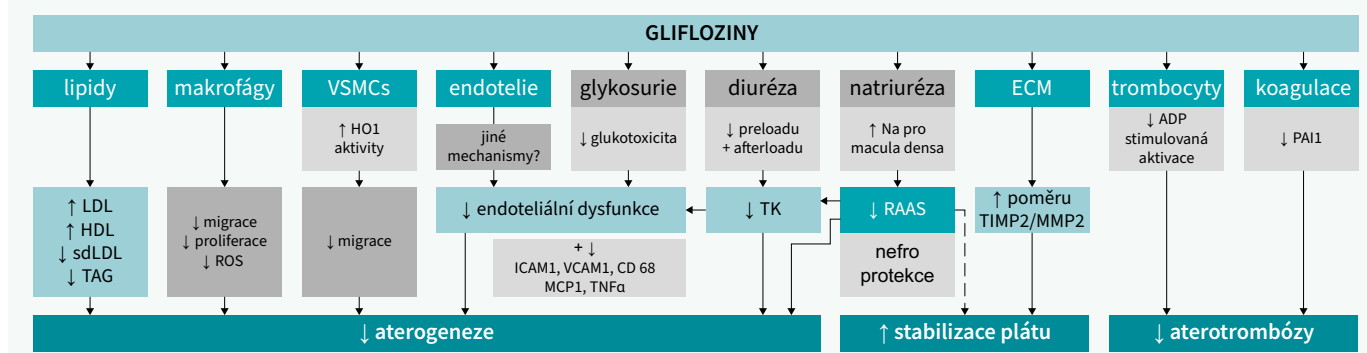 GLIFLOZINY
lipidy
makrofágy
VSMCs
endotelie
glykosurie
diuréza
natriuréza
ECM
trombocyty
koagulace
↑ HO1
aktivity
jiné
mechanismy?
↓ glukotoxicita
↓ preloadu
+ afterloadu
↑ Na pro
macula densa
↓ ADP
stimulovaná
aktivace
↓ PAI1
↑ LDL
↑ HDL
↓ sdLDL
↓ TAG
↓ migrace
↓ proliferace
↓ ROS
↓ migrace
↓ endoteliální dysfunkce
+ ↓
ICAM1, VCAM1, CD 68
MCP1, TNFα
↓ TK
↓ RAAS
nefro
protekce
↑ poměru
TIMP2/MMP2
↓ aterogeneze
↑ stabilizace plátu
↓ aterotrombózy